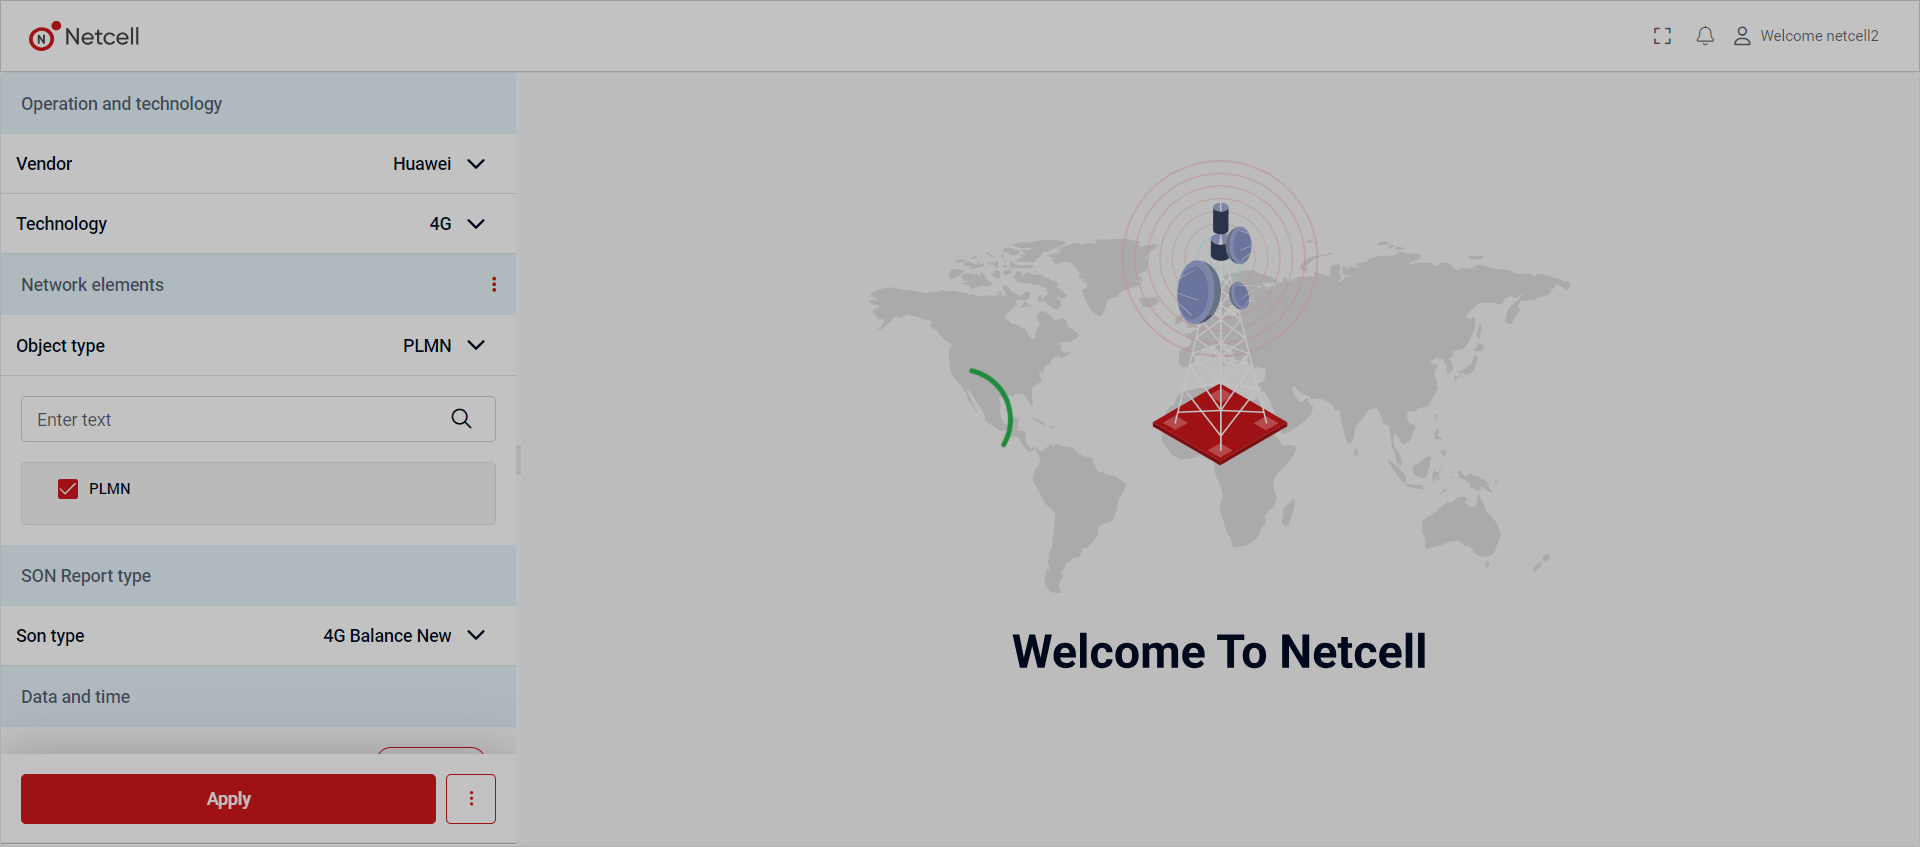 N Netcell
Welcome netcell2
Operation and technology
Vendor Huawei
Technology 4G
Network elements
Object type PLMN
Enter text
PLMN
SON Report type
Son type 4G Balance New
Data and time
Apply
Welcome To Netcell